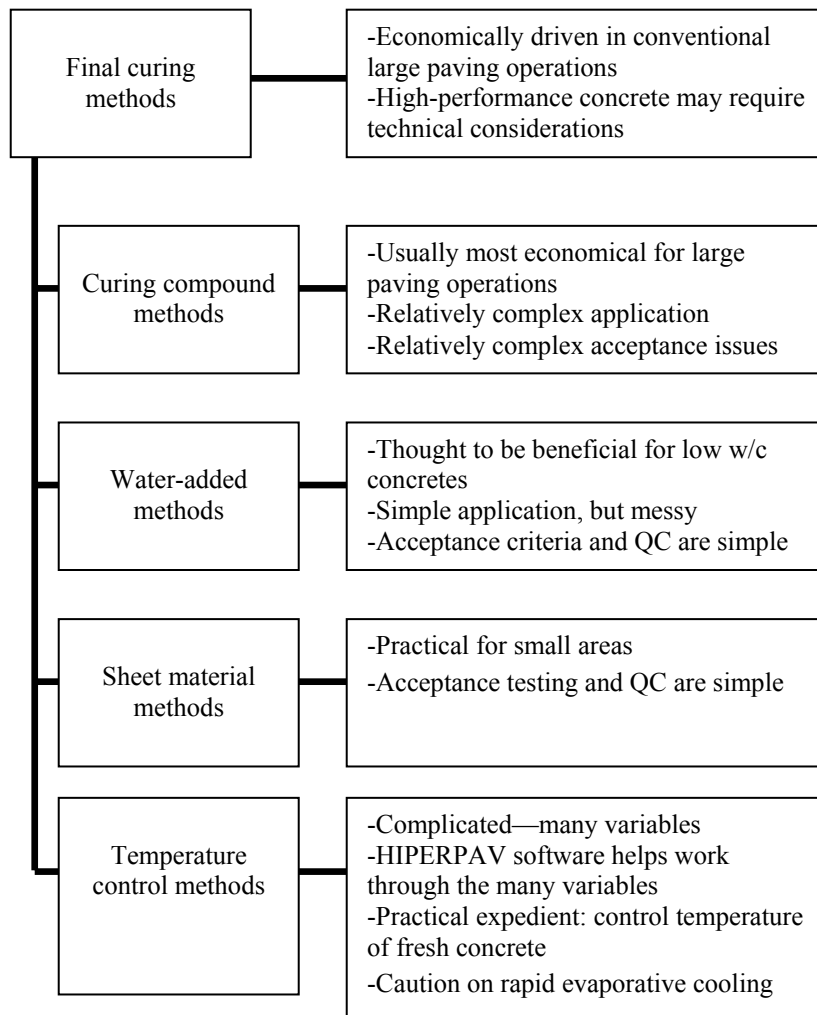 Final curing
methods
-Economically driven in conventional
large paving operations
-High-performance concrete may require
technical considerations
Curing compound
methods
-Usually most economical for large
paving operations
-Relatively complex application
-Relatively complex acceptance issues
Water-added
methods
-Thought to be beneficial for low w/c
concretes
-Simple application, but messy
-Acceptance criteria and QC are simple
Sheet material
methods
-Practical for small areas
-Acceptance testing and QC are simple
Temperature
control methods
-Complicated—many variables
-HIPERPAV software helps work
through the many variables
-Practical expedient: control temperature
of fresh concrete
-Caution on rapid evaporative cooling